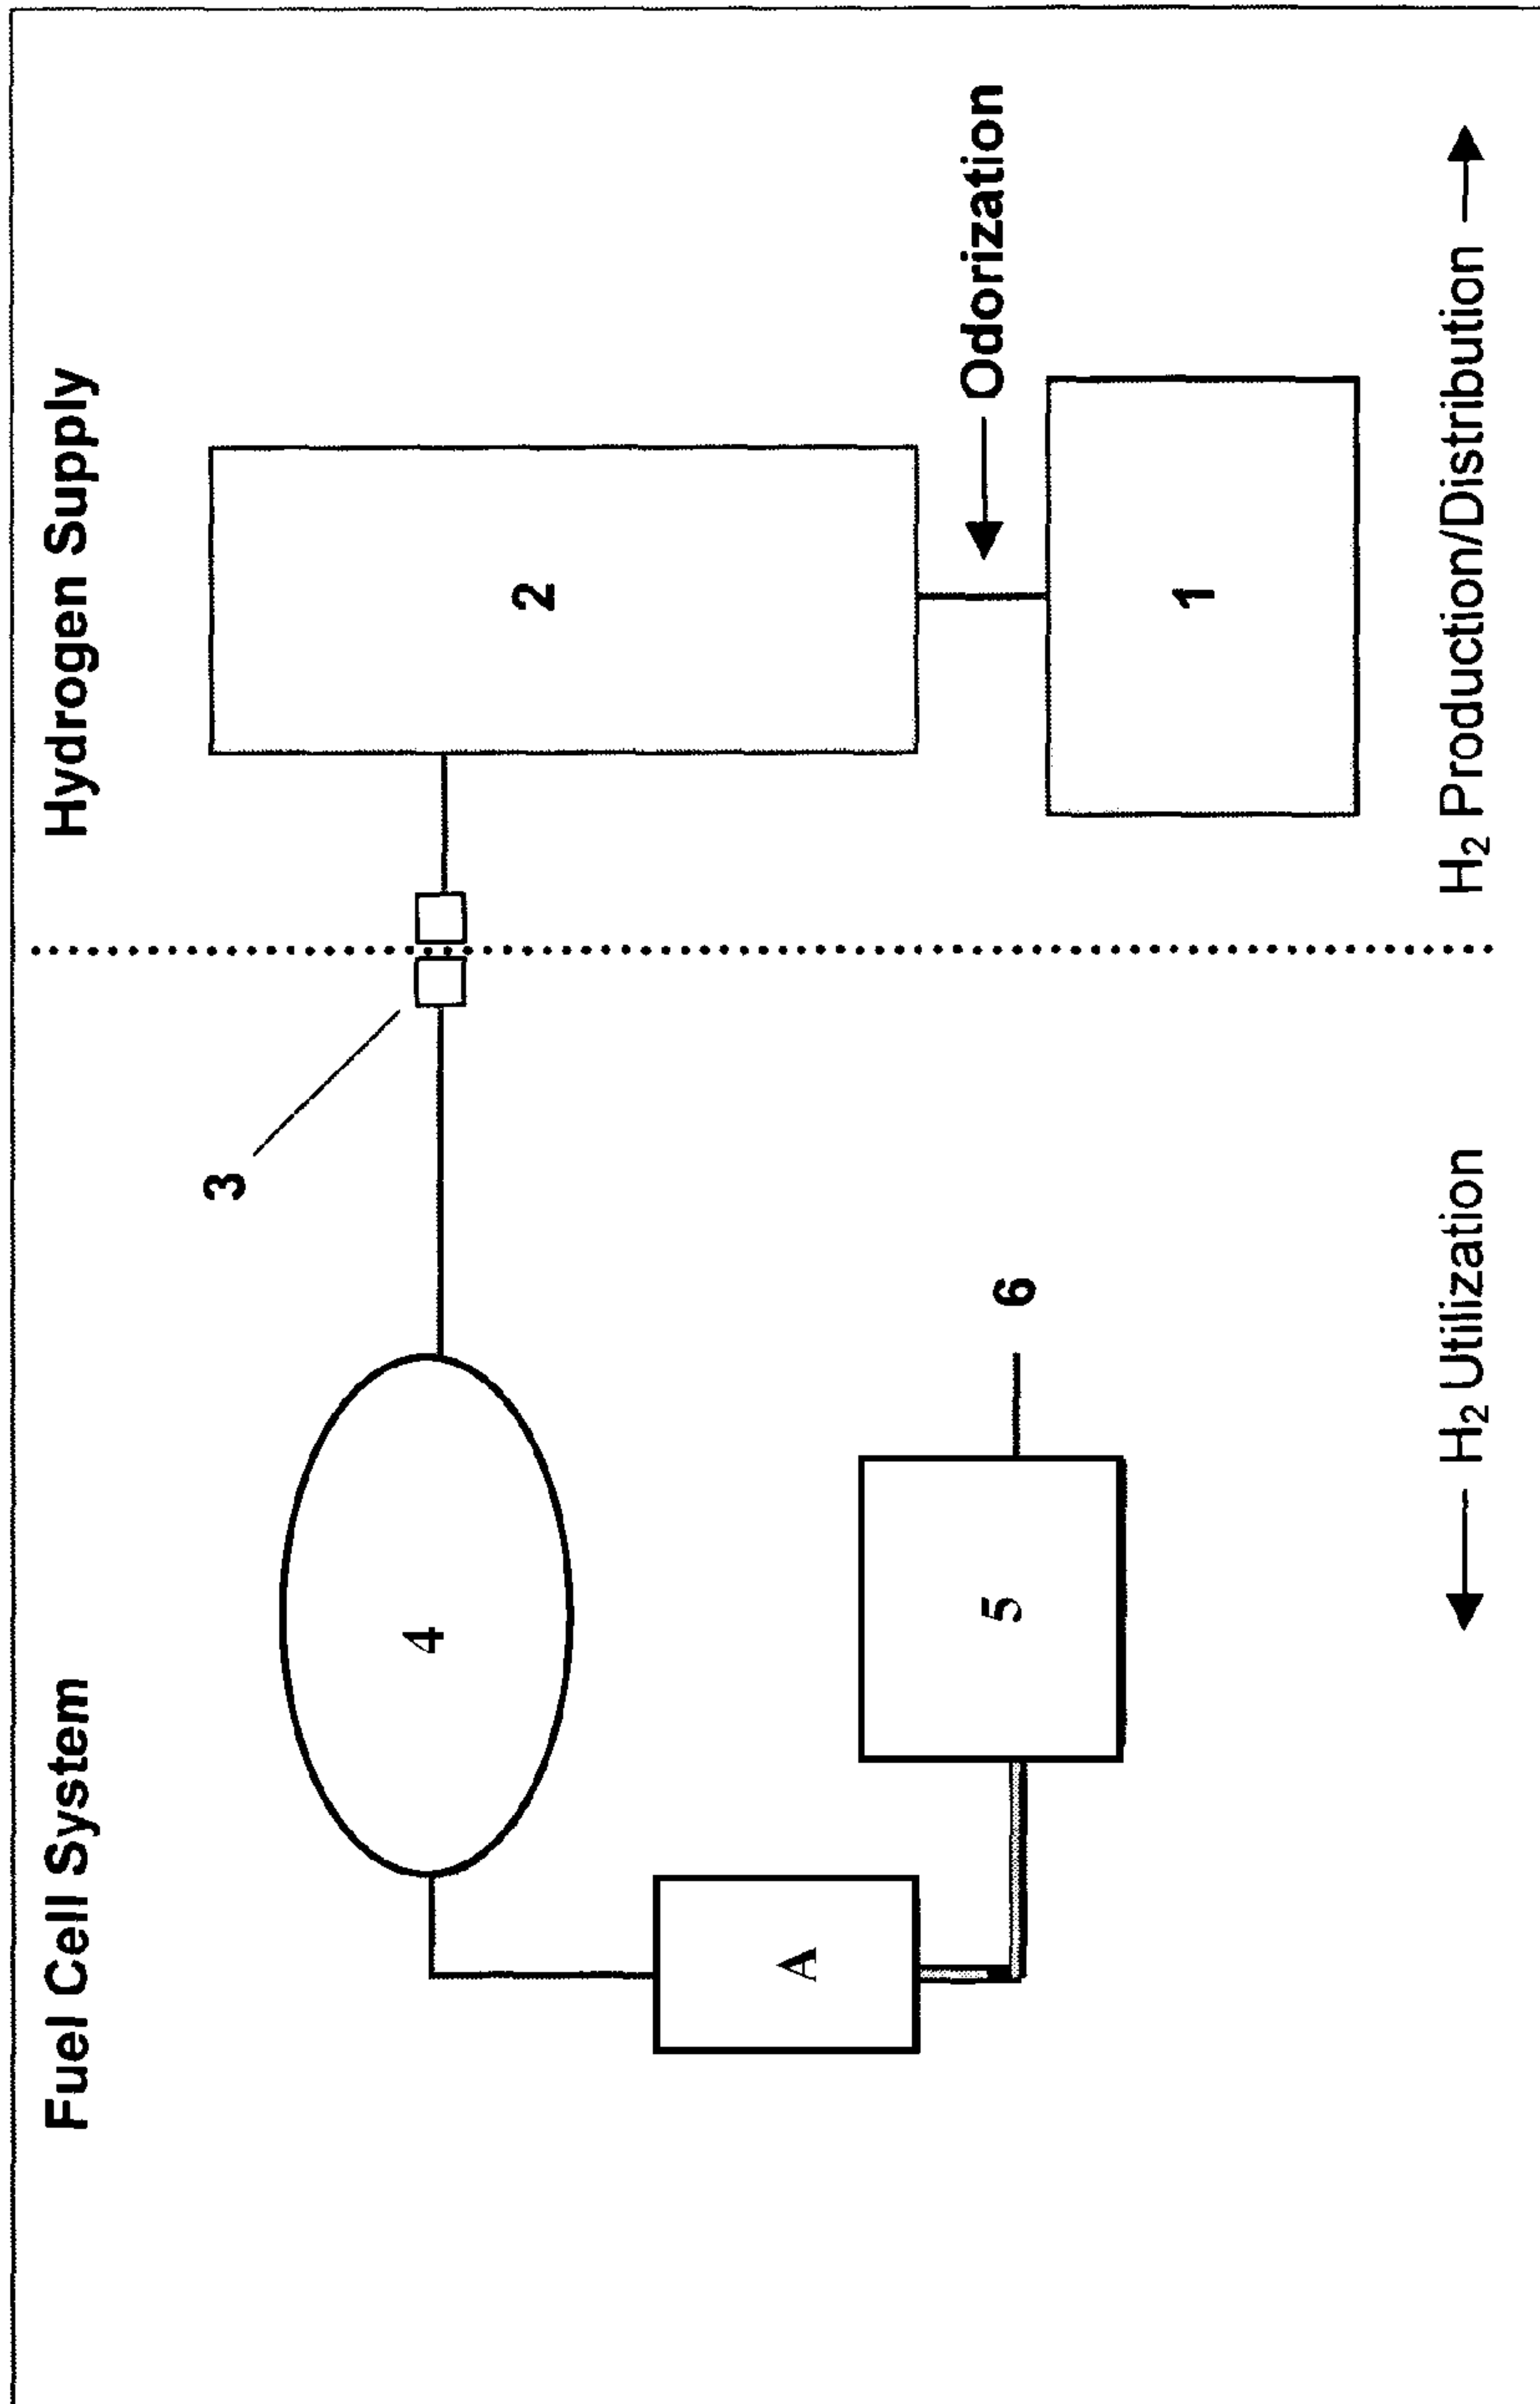 Fuel Cell System
Hydrogen Supply
3
4
2
Odorization
A
5
6
1
H₂ Utilization
H₂ Production/Distribution